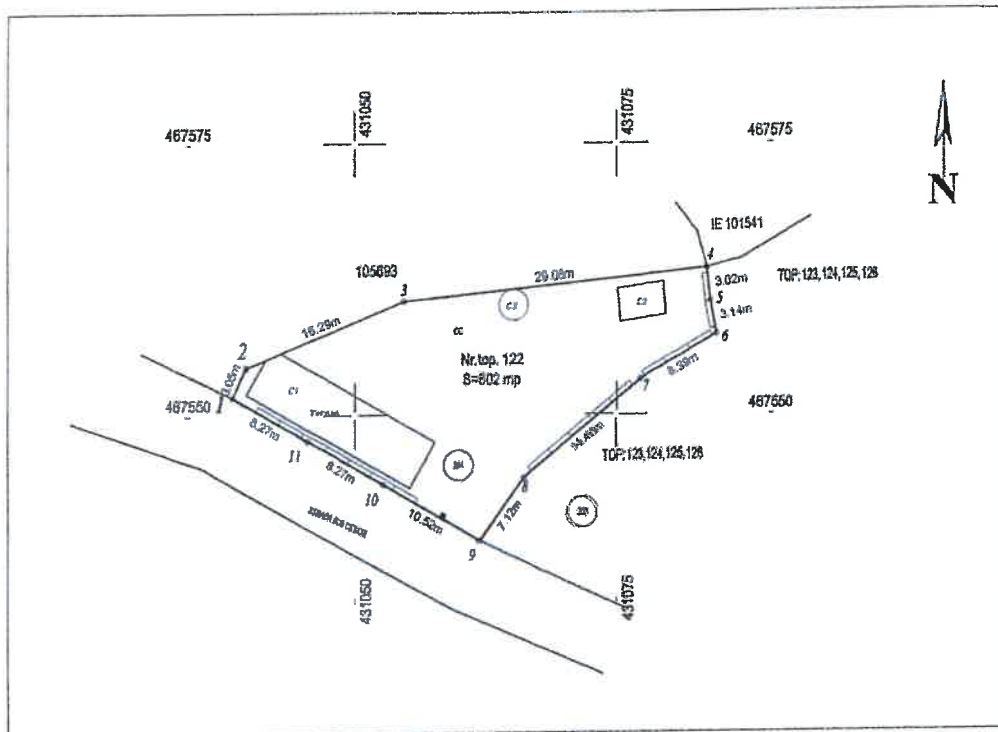 431050
431075
467575
467575
N
IE 101541
4
105693
29.08m
3.02m
TOP:123,124,125,126
3
5
C3
C2
3.14m
16.29m
cc
6
2
Nr.top. 122
S=802 mp
8.39m
7
C1
467550
467550
8.27m
TOP:123,124,125,126
11
8.27m
8
10
10.52m
7.12m
9
431050
431075